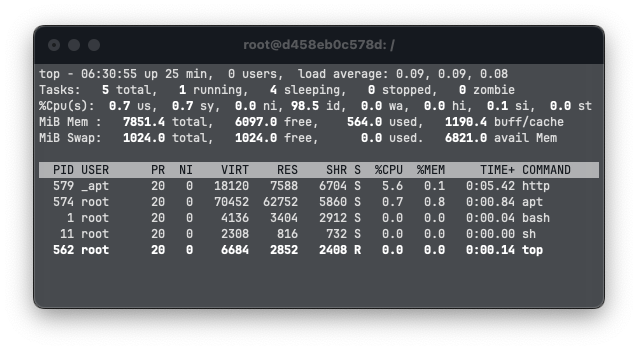 root@d458eb0c578d: /
top - 06:30:55 up 25 min,  0 users,  load average: 0.09, 0.09, 0.08
Tasks:   5 total,   1 running,   4 sleeping,   0 stopped,   0 zombie
%Cpu(s):  0.7 us,  0.7 sy,  0.0 ni, 98.5 id,  0.0 wa,  0.0 hi,  0.1 si,  0.0 st
MiB Mem :   7851.4 total,   6097.0 free,    564.0 used,   1190.4 buff/cache
MiB Swap:   1024.0 total,   1024.0 free,      0.0 used.   6821.0 avail Mem
PID USER      PR  NI    VIRT    RES    SHR S  %CPU  %MEM     TIME+ COMMAND
579 _apt      20   0   18120   7588   6704 S   5.6   0.1   0:05.42 http
574 root      20   0   70452  62752   5860 S   0.7   0.8   0:00.84 apt
1 root      20   0    4136   3404   2912 S   0.0   0.0   0:00.04 bash
11 root      20   0    2308    816    732 S   0.0   0.0   0:00.00 sh
562 root      20   0    6684   2852   2408 R   0.0   0.0   0:00.14 top